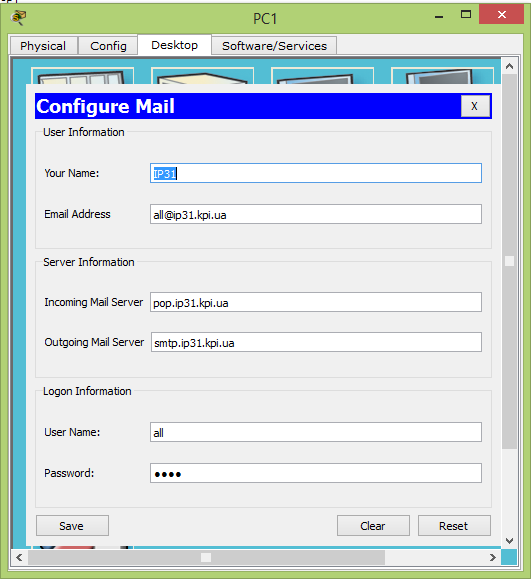 PC1
Physical Config Desktop Software/Services
Configure Mail X
User Information
Your Name: IP31
Email Address all@ip31.kpi.ua
Server Information
Incoming Mail Server pop.ip31.kpi.ua
Outgoing Mail Server smtp.ip31.kpi.ua
Logon Information
User Name: all
Password: ••••
Save Clear Reset